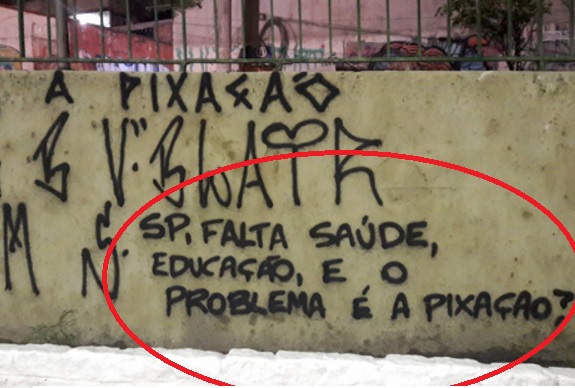 A PIXAÇÃO
SP, FALTA SAÚDE,
EDUCAÇÃO, E O
PROBLEMA É A PIXAÇÃO?